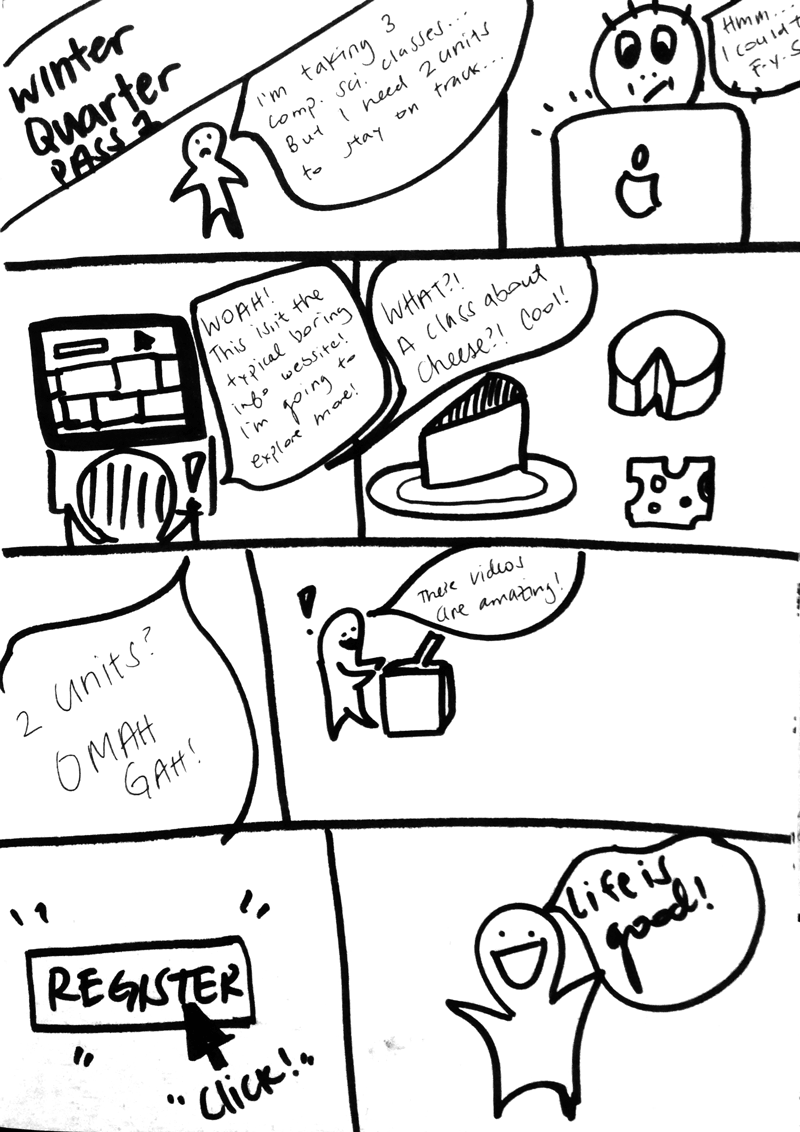 Winter
Quarter
PASS 1
I'm taking 3
comp. sci. classes...
But I need 2 units
to stay on track...
Hmm...
I could t
F.y. S
WOAH!
This isn't the
typical boring
info website!
I'm going to
explore more!
WHAT?!
A class about
cheese?! Cool!
2 units?
OMAH
GAH!
These videos
are amazing!
REGISTER
"Click!"
Life is
good!